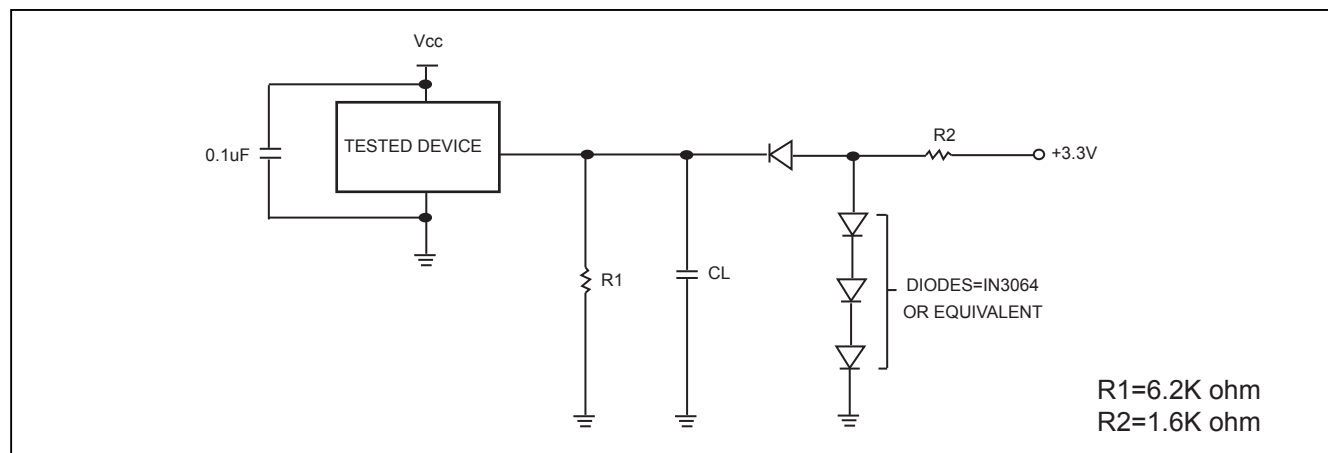 Vcc
0.1uF
TESTED DEVICE
R2
+3.3V
R1
CL
DIODES=IN3064
OR EQUIVALENT
R1=6.2K ohm
R2=1.6K ohm